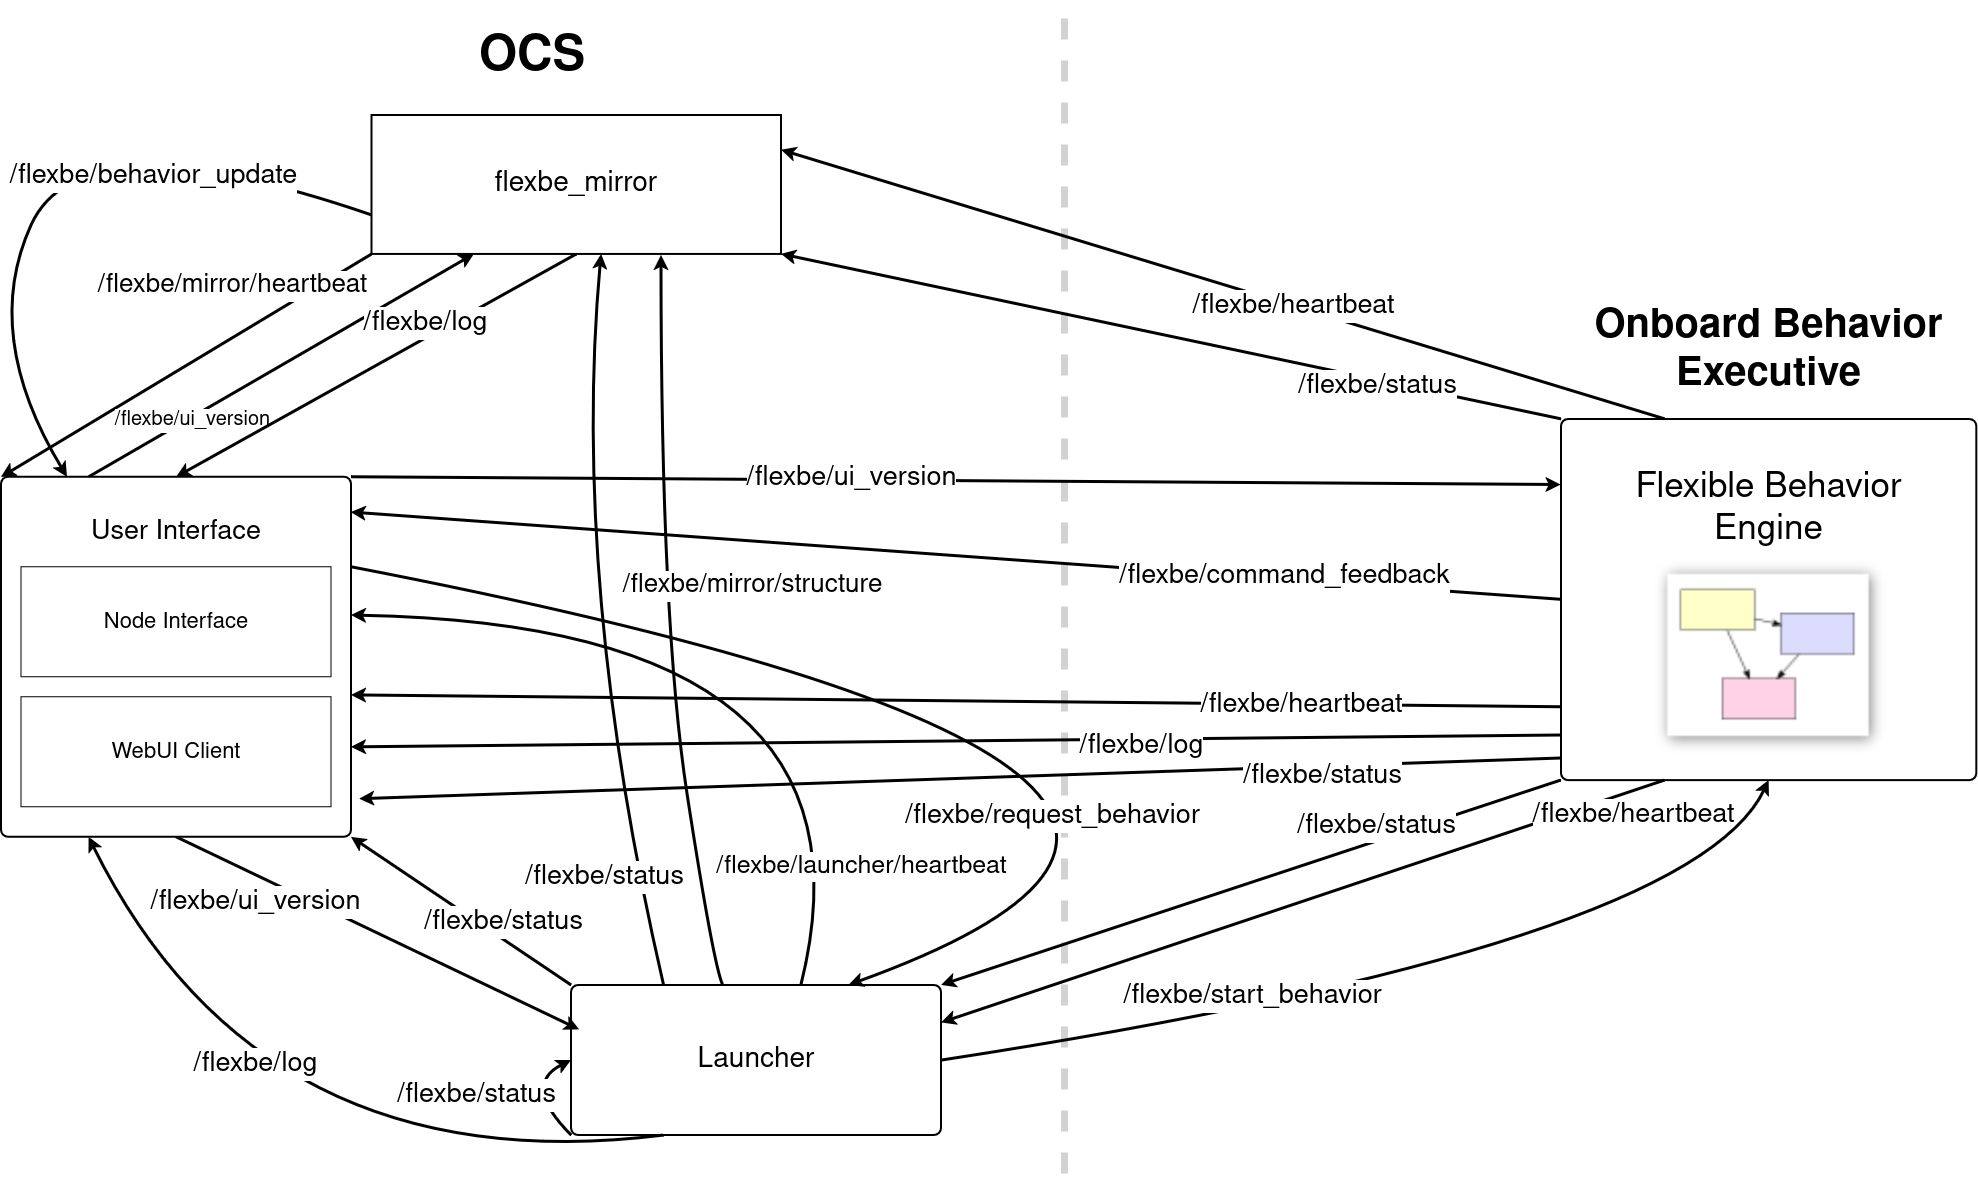 OCS
flexbe_mirror
/flexbe/behavior_update
/flexbe/mirror/heartbeat
/flexbe/log
/flexbe/ui_version
/flexbe/heartbeat
/flexbe/status
Onboard Behavior
Executive
/flexbe/ui_version
Flexible Behavior
Engine
User Interface
Node Interface
WebUI Client
/flexbe/command_feedback
/flexbe/mirror/structure
/flexbe/heartbeat
/flexbe/log
/flexbe/status
/flexbe/request_behavior
/flexbe/status
/flexbe/heartbeat
/flexbe/launcher/heartbeat
/flexbe/status
/flexbe/ui_version
/flexbe/status
/flexbe/start_behavior
/flexbe/log
/flexbe/status
Launcher